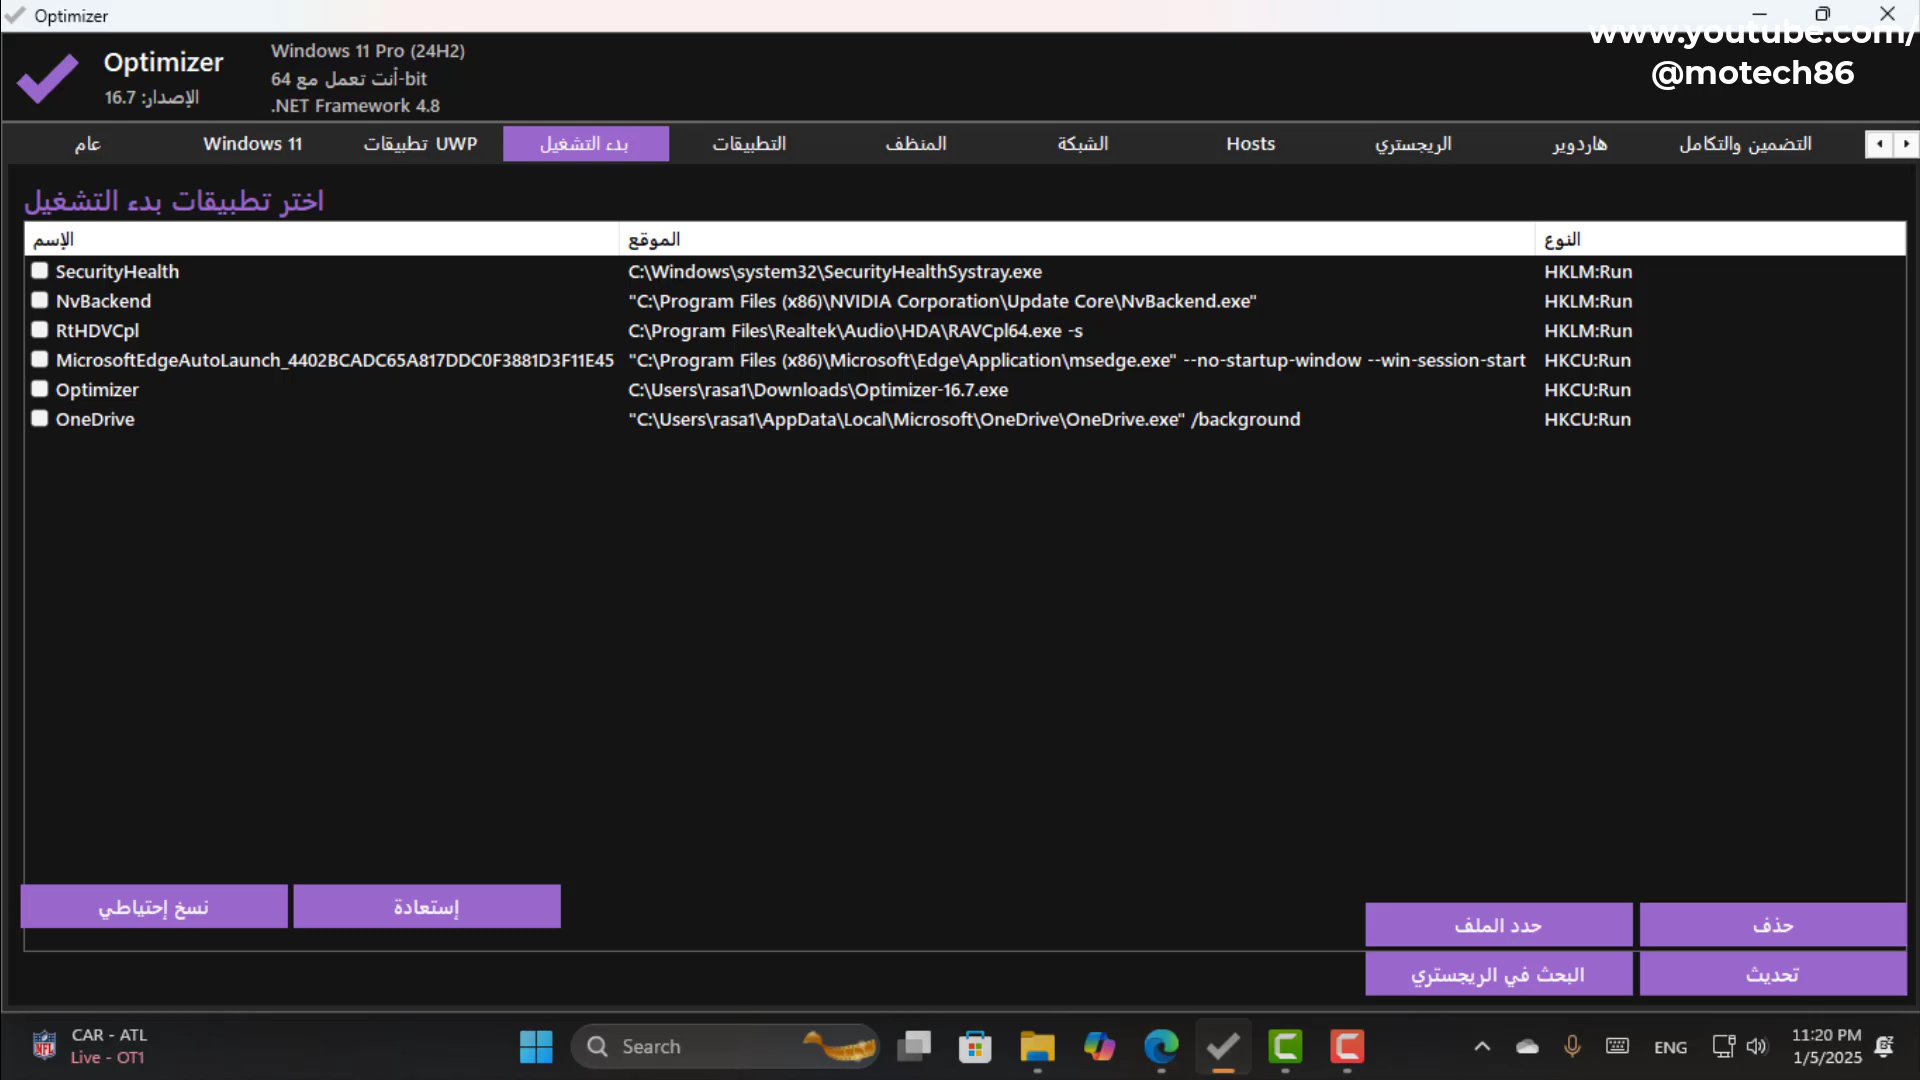 Optimizer
www.youtube.com/
@motech86
Optimizer
الإصدار: 16.7
Windows 11 Pro (24H2)
أنت تعمل مع 64-bit
.NET Framework 4.8
عام
Windows 11
تطبيقات UWP
بدء التشغيل
التطبيقات
المنظف
الشبكة
Hosts
الريجستري
هاردوير
التضمين والتكامل
اختر تطبيقات بدء التشغيل
الإسم الموقع النوع
SecurityHealth C:\Windows\system32\SecurityHealthSystray.exe HKLM:Run
NvBackend "C:\Program Files (x86)\NVIDIA Corporation\Update Core\NvBackend.exe" HKLM:Run
RtHDVCpl C:\Program Files\Realtek\Audio\HDA\RAVCpl64.exe -s HKLM:Run
MicrosoftEdgeAutoLaunch_4402BCADC65A817DDC0F3881D3F11E45 "C:\Program Files (x86)\Microsoft\Edge\Application\msedge.exe" --no-startup-window --win-session-start HKCU:Run
Optimizer C:\Users\rasa1\Downloads\Optimizer-16.7.exe HKCU:Run
OneDrive "C:\Users\rasa1\AppData\Local\Microsoft\OneDrive\OneDrive.exe" /background HKCU:Run
نسخ إحتياطي
إستعادة
حدد الملف
حذف
البحث في الريجستري
تحديث
CAR - ATL
Live - OT1
Search
ENG
11:20 PM
1/5/2025